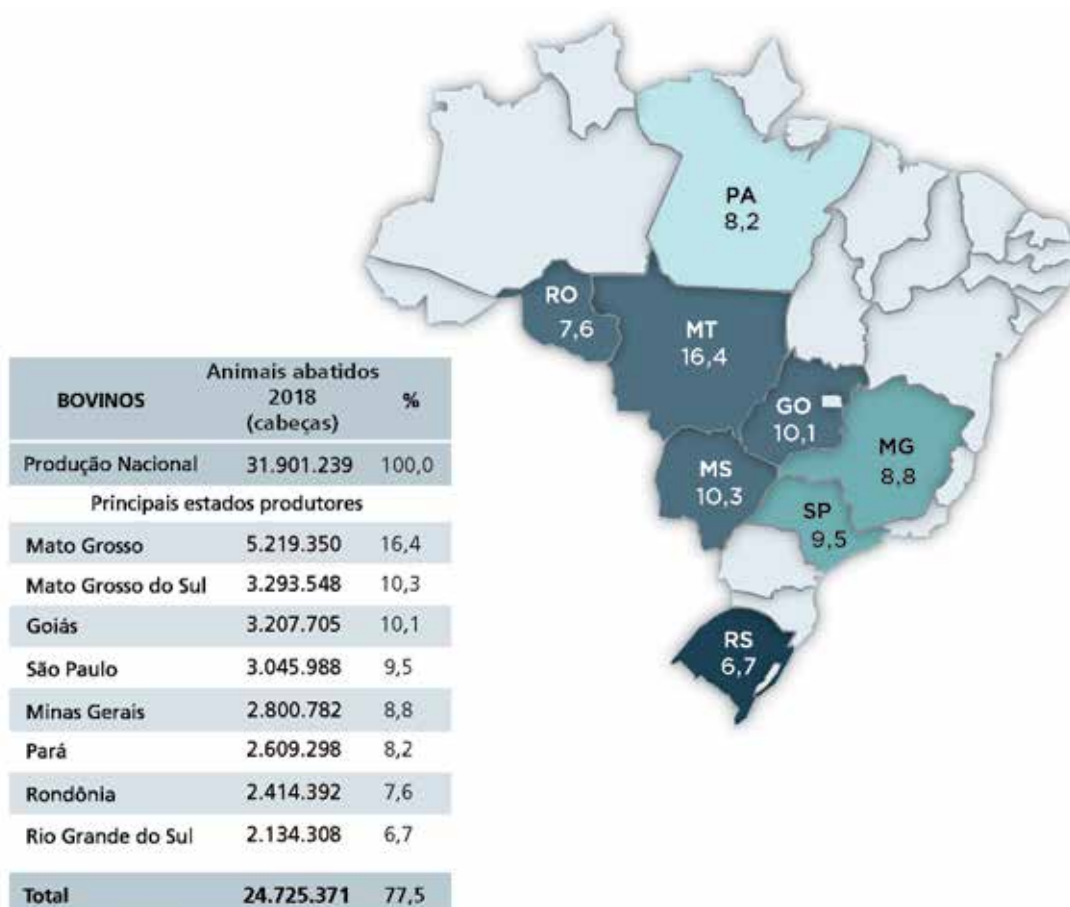 PA
8,2
RO
7,6
MT
16,4
GO
10,1
MS
10,3
MG
8,8
SP
9,5
RS
6,7
BOVINOS Animais abatidos 2018 (cabeças) %
Produção Nacional 31.901.239 100,0
Principais estados produtores
Mato Grosso 5.219.350 16,4
Mato Grosso do Sul 3.293.548 10,3
Goiás 3.207.705 10,1
São Paulo 3.045.988 9,5
Minas Gerais 2.800.782 8,8
Pará 2.609.298 8,2
Rondônia 2.414.392 7,6
Rio Grande do Sul 2.134.308 6,7
Total 24.725.371 77,5